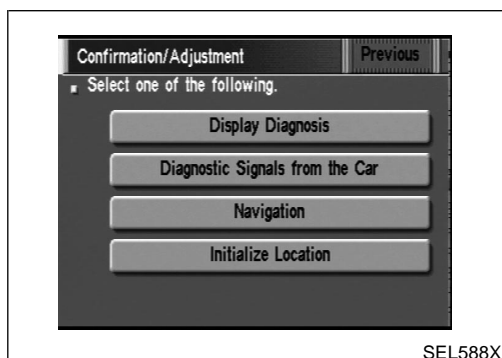 Confirmation/Adjustment Previous
Select one of the following.
Display Diagnosis
Diagnostic Signals from the Car
Navigation
Initialize Location
SEL588X